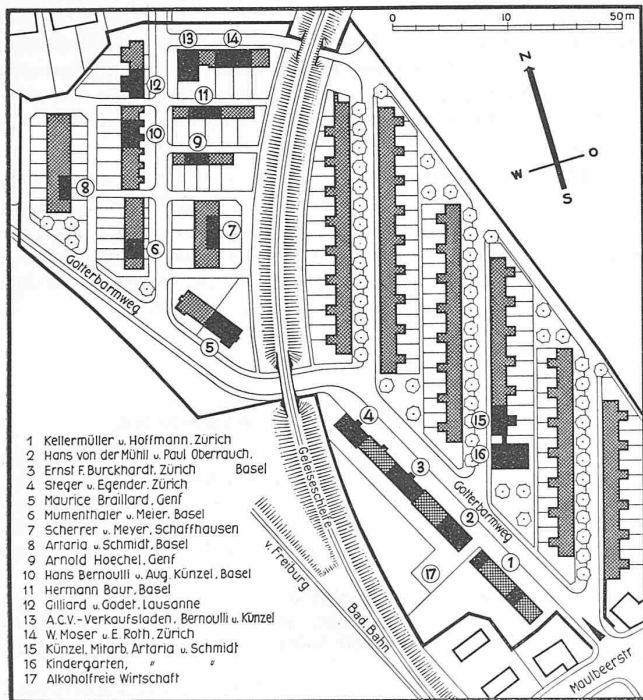 0 10 50 m
13 14
12
11
10
9
8
7
6
5
N
W O
S
Gotterbarmweg
4
3
15
16
2
Gotterbarmweg
1
17
Geleiseschleife
v. Freiburg
Bad. Bahn
Maulbeerstr
1 Kellermüller u. Hoffmann, Zürich
2 Hans von der Mühll u. Paul Oberrauch,
3 Ernst F. Burckhardt, Zürich Basel
4 Steger u. Egender, Zürich
5 Maurice Braillard, Genf
6 Mumenthaler u. Meier, Basel
7 Scherrer u. Meyer, Schaffhausen
8 Artaria u. Schmidt, Basel
9 Arnold Hoechel, Genf
10 Hans Bernoulli u. Aug. Künzel, Basel
11 Hermann Baur, Basel
12 Gilliard u. Godet, Lausanne
13 A.C.V.-Verkaufsladen, Bernoulli u. Künzel
14 W. Moser u. E. Roth, Zürich
15 Künzel, Mitarb. Artaria u. Schmidt
16 Kindergarten, " "
17 Alkoholfreie Wirtschaft